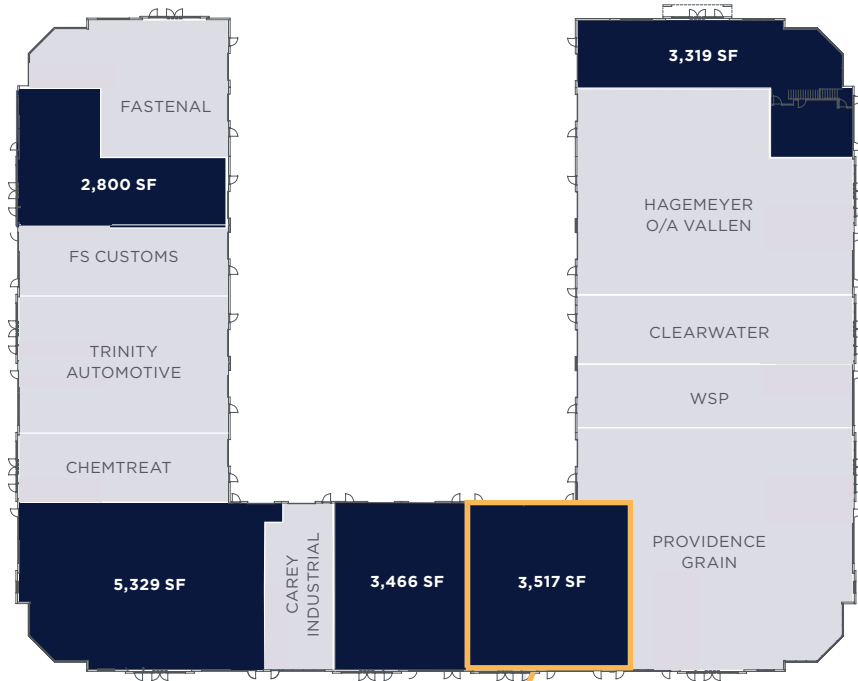 3,319 SF
FASTENAL
2,800 SF
HAGEMEYER
O/A VALLEN
FS CUSTOMS
CLEARWATER
TRINITY
AUTOMOTIVE
WSP
CHEMTREAT
PROVIDENCE
GRAIN
5,329 SF
CAREY
INDUSTRIAL
3,466 SF
3,517 SF